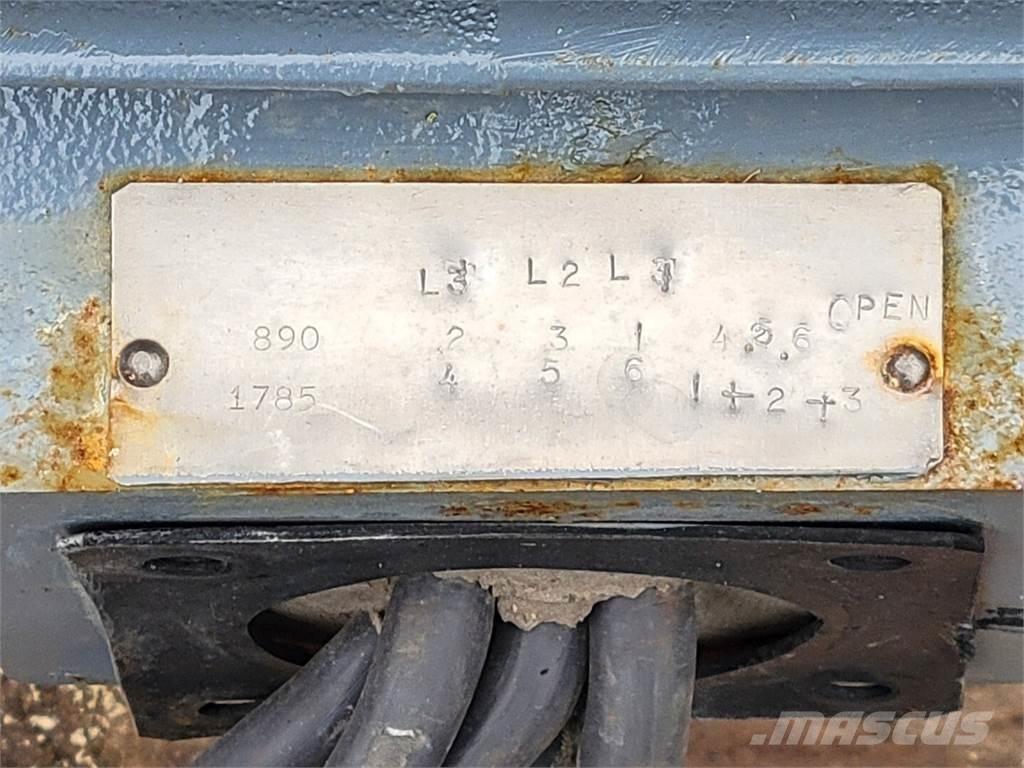 L3 L2 L1
OPEN
890 2 3 1 4.5.6
4 5 6
1785 1+2+3
MASCUS